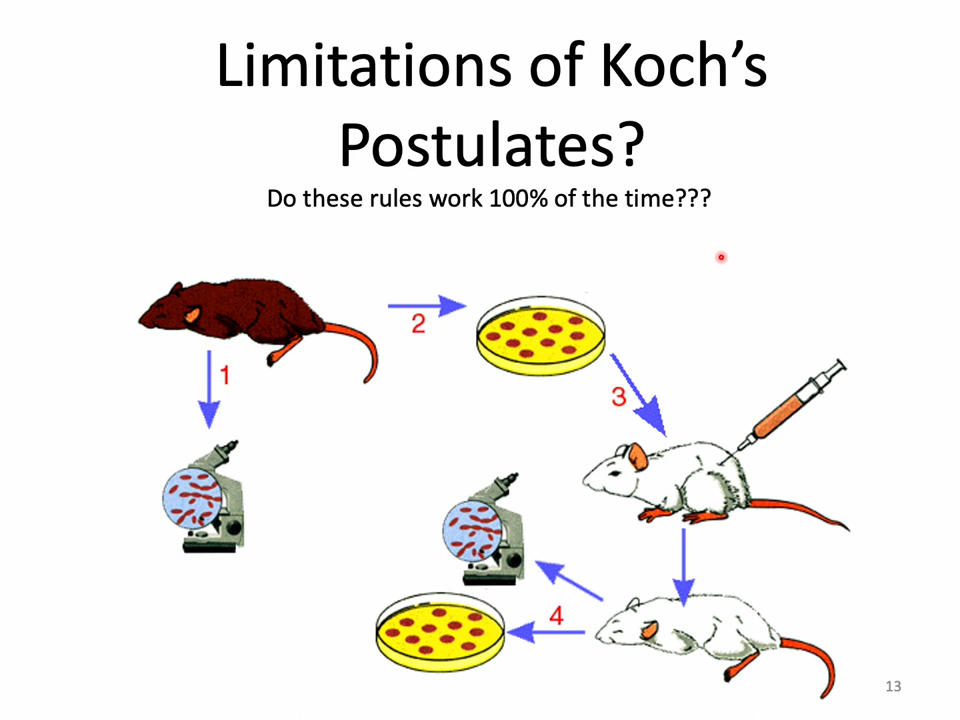 Limitations of Koch’s
Postulates?
Do these rules work 100% of the time???
2
1
3
4
13